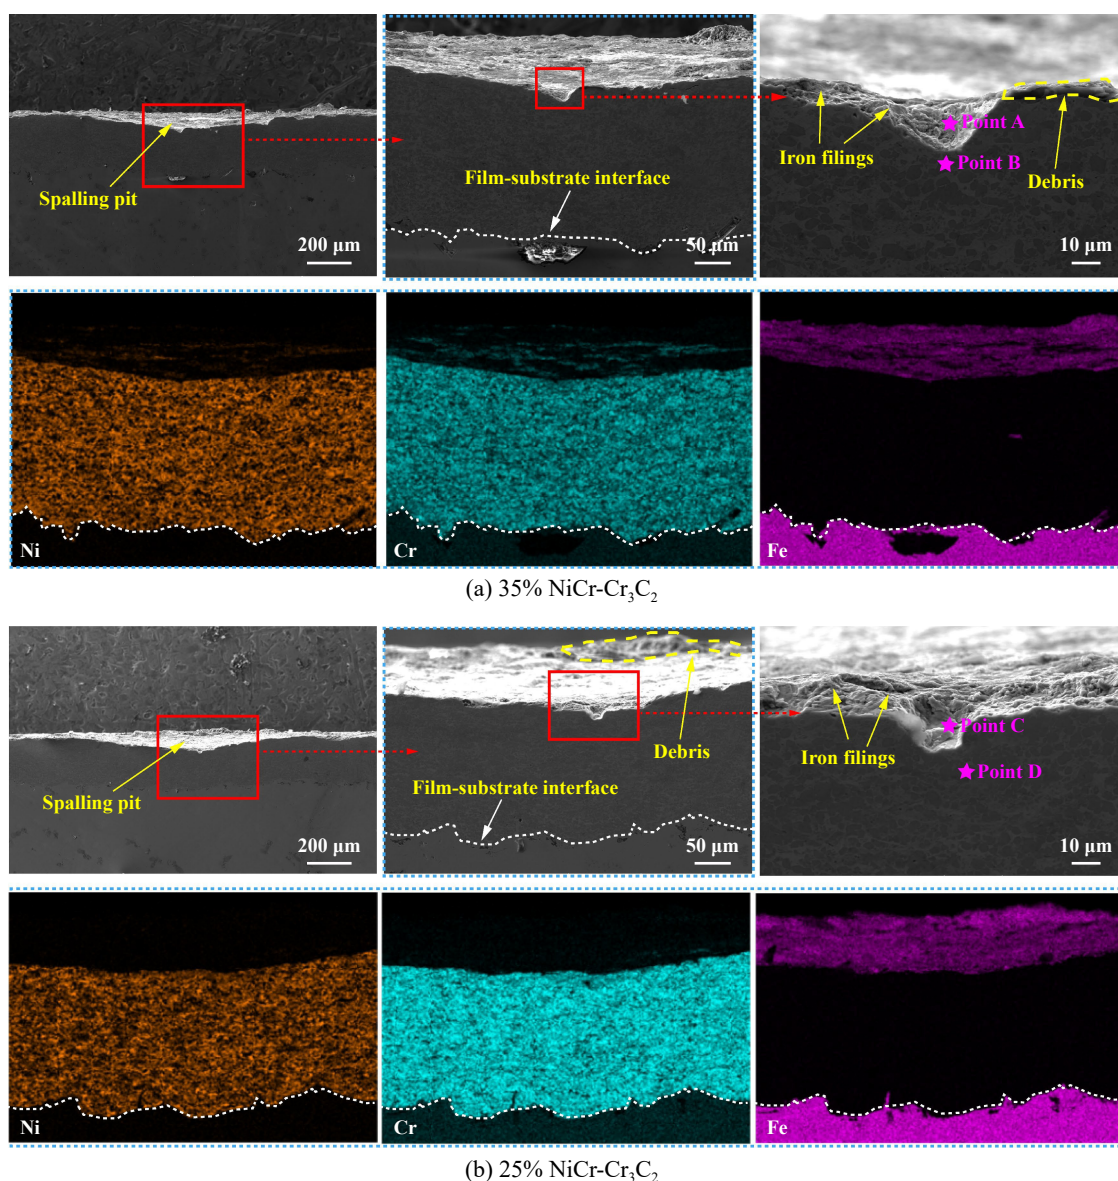 Spalling pit
200 μm
Film-substrate interface
50 μm
Iron filings
Point A
Point B
Debris
10 μm
Ni
Cr
Fe
(a) 35% NiCr-Cr₃C₂
Spalling pit
200 μm
Debris
Film-substrate interface
50 μm
Iron filings
Point C
Point D
10 μm
Ni
Cr
Fe
(b) 25% NiCr-Cr₃C₂